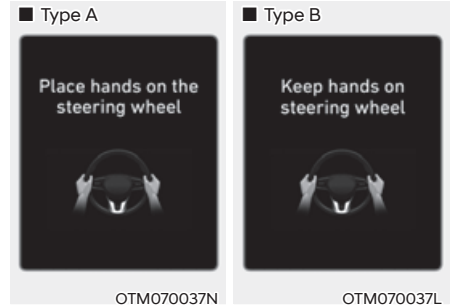 ■ Type A
Place hands on the
steering wheel
OTM070037N
■ Type B
Keep hands on
steering wheel
OTM070037L